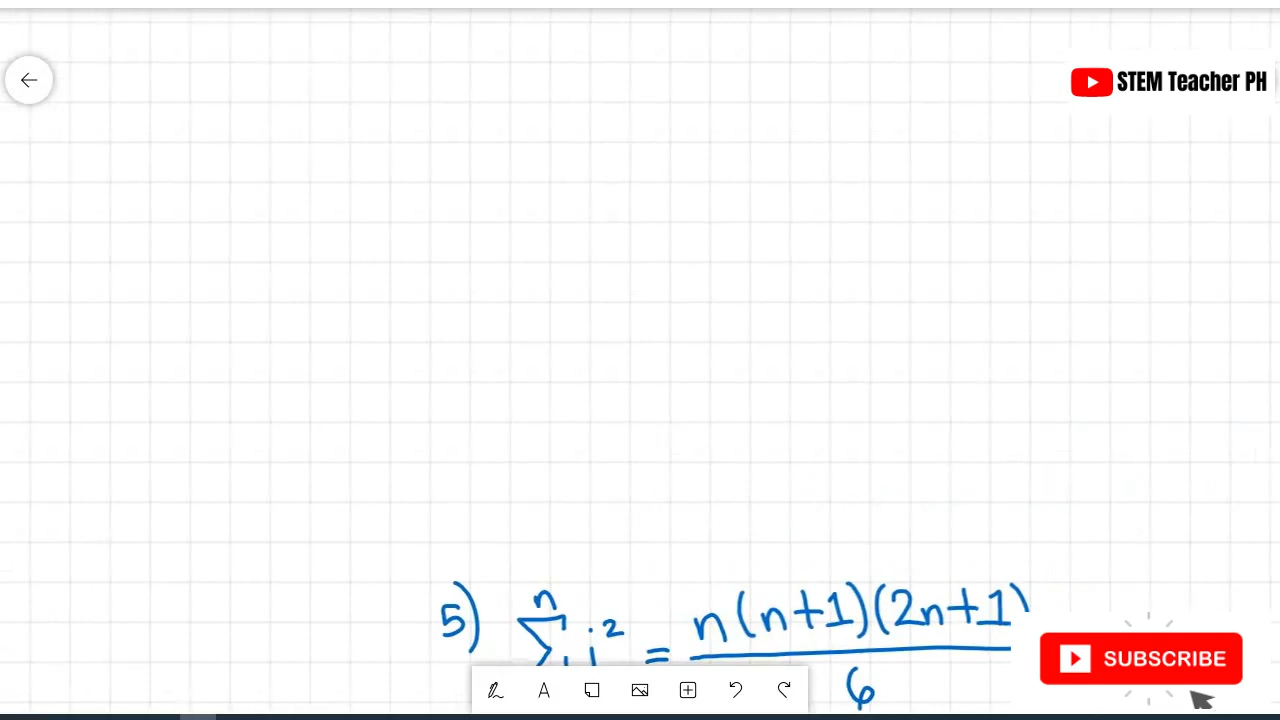 STEM Teacher PH
5) n ∑ i² = n(n+1)(2n+1)
6
SUBSCRIBE